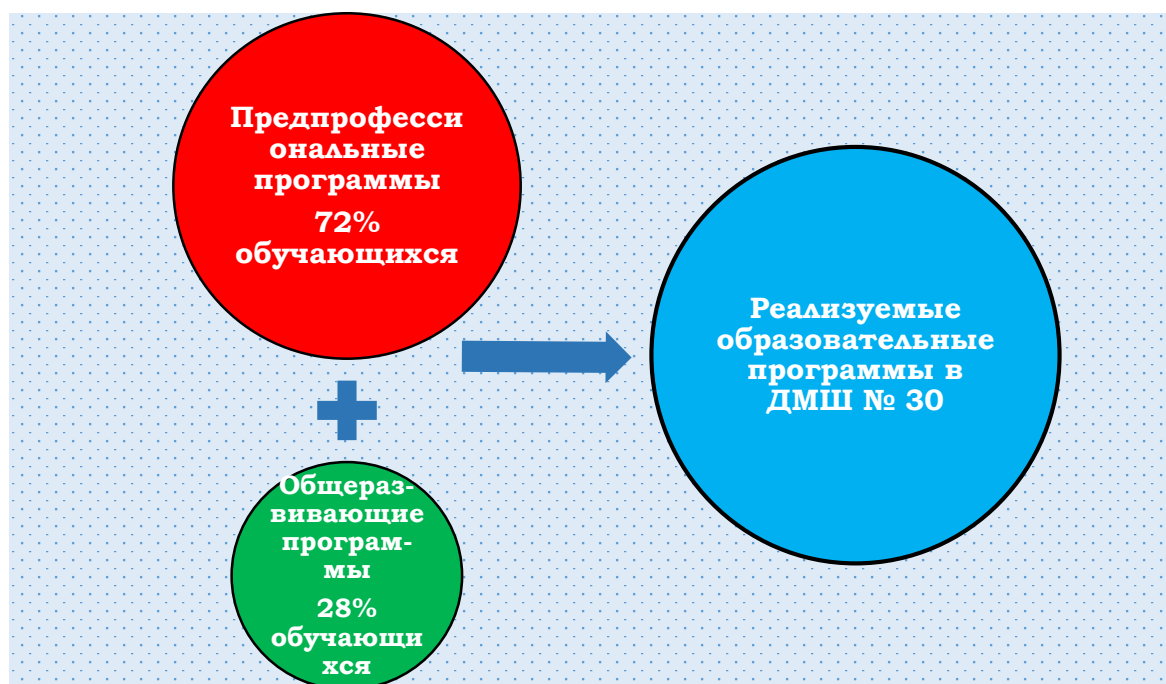 Предпрофесси
ональные
программы
72%
обучающихся
Реализуемые
образовательные
программы в
ДМШ № 30
Общераз-
вивающие
програм-
мы
28%
обучающи
хся